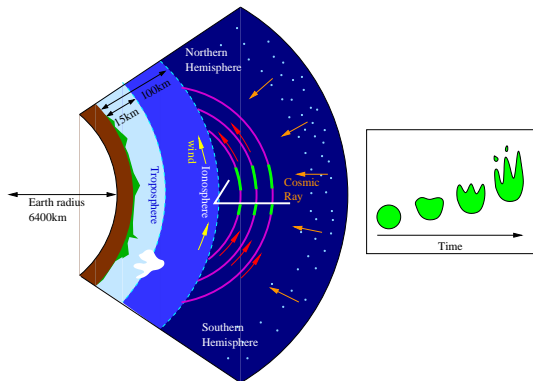 Northern
Hemisphere
100km
15km
wind
Ionosphere
Troposphere
Cosmic
Ray
Earth radius
6400km
Southern
Hemisphere
Time